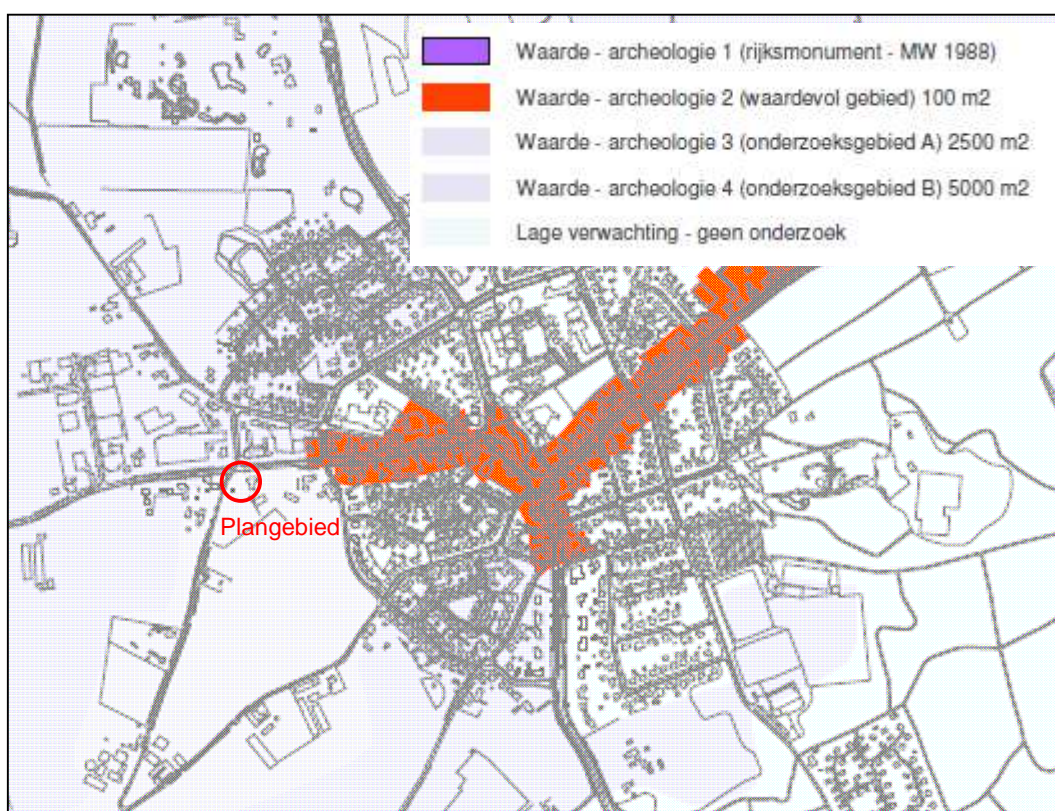 Waarde - archeologie 1 (rijksmonument - MW 1988)
Waarde - archeologie 2 (waardevol gebied) 100 m2
Waarde - archeologie 3 (onderzoeksgebied A) 2500 m2
Waarde - archeologie 4 (onderzoeksgebied B) 5000 m2
Lage verwachting - geen onderzoek
Plangebied